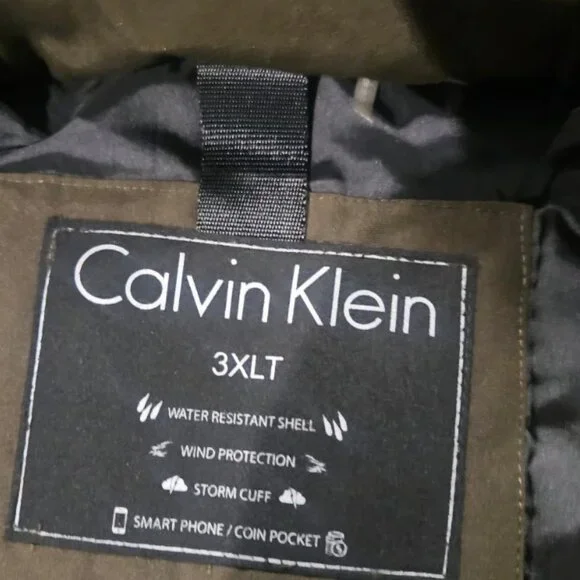 Calvin Klein
3XLT
WATER RESISTANT SHELL
WIND PROTECTION
STORM CUFF
SMART PHONE / COIN POCKET